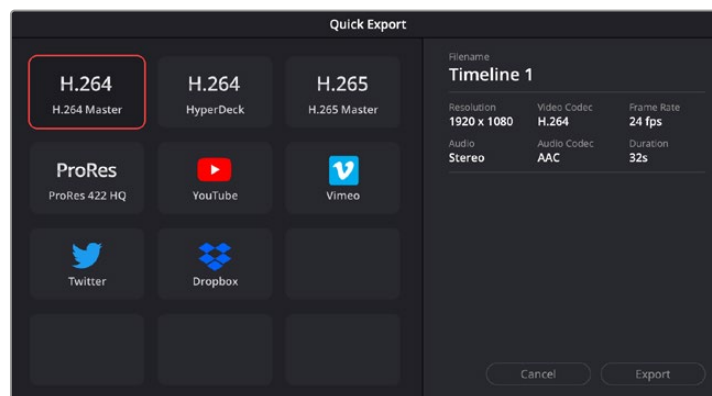 Quick Export
H.264
H.264 Master
H.264
HyperDeck
H.265
H.265 Master
ProRes
ProRes 422 HQ
YouTube
Vimeo
Twitter
Dropbox
Filename
Timeline 1
Resolution Video Codec Frame Rate
1920 x 1080 H.264 24 fps
Audio Audio Codec Duration
Stereo AAC 32s
Cancel Export